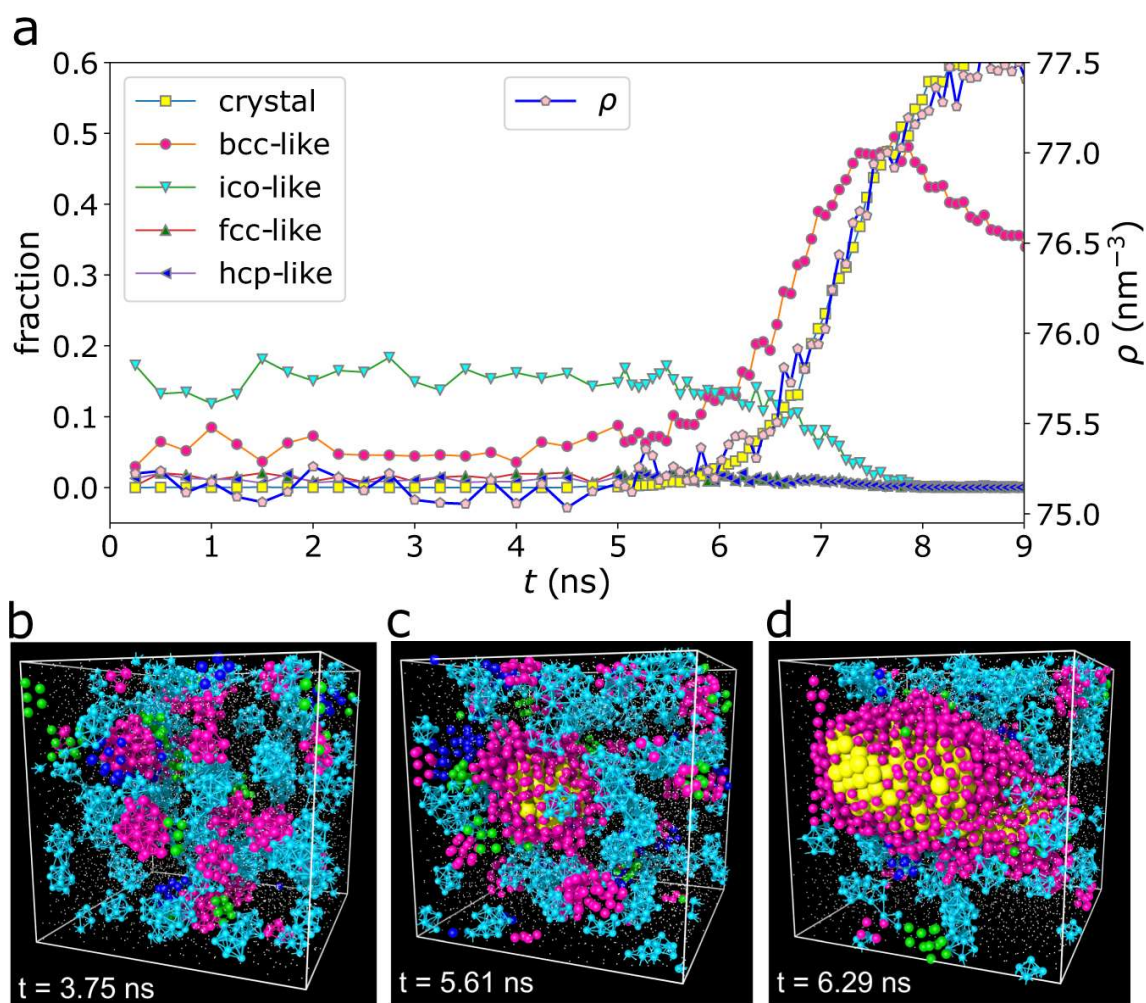 a
0.6
0.5
0.4
0.3
0.2
0.1
0.0
fraction
crystal
bcc-like
ico-like
fcc-like
hcp-like
ρ
77.5
77.0
76.5
76.0
75.5
75.0
ρ (nm⁻³)
0 1 2 3 4 5 6 7 8 9
t (ns)
b
c
d
t = 3.75 ns
t = 5.61 ns
t = 6.29 ns